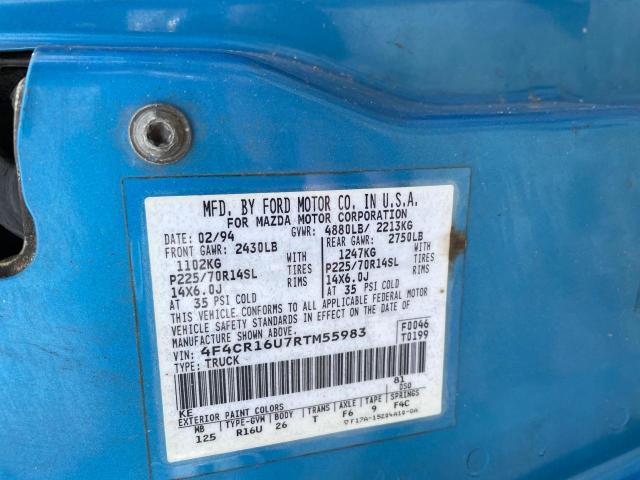 MFD. BY FORD MOTOR CO. IN U.S.A.
FOR MAZDA MOTOR CORPORATION
DATE: 02/94 GVWR: 4880LB/ 2213KG
FRONT GAWR: 2430LB REAR GAWR: 2750LB
1102KG WITH 1247KG WITH
P225/70R14SL TIRES P225/70R14SL TIRES
14X6.0J RIMS 14X6.0J RIMS
AT 35 PSI COLD AT 35 PSI COLD
THIS VEHICLE CONFORMS TO ALL APPLICABLE FEDERAL MOTOR
VEHICLE SAFETY STANDARDS IN EFFECT ON THE DATE OF
MANUFACTURE SHOWN ABOVE.
VIN: 4F4CR16U7RTM55983 F0046
TYPE: TRUCK T0199
KE 81
EXTERIOR PAINT COLORS DSO
MB TYPE-GVW BODY TRANS AXLE TAPE SPRINGS
125 R16U 26 T F6 9 F4C